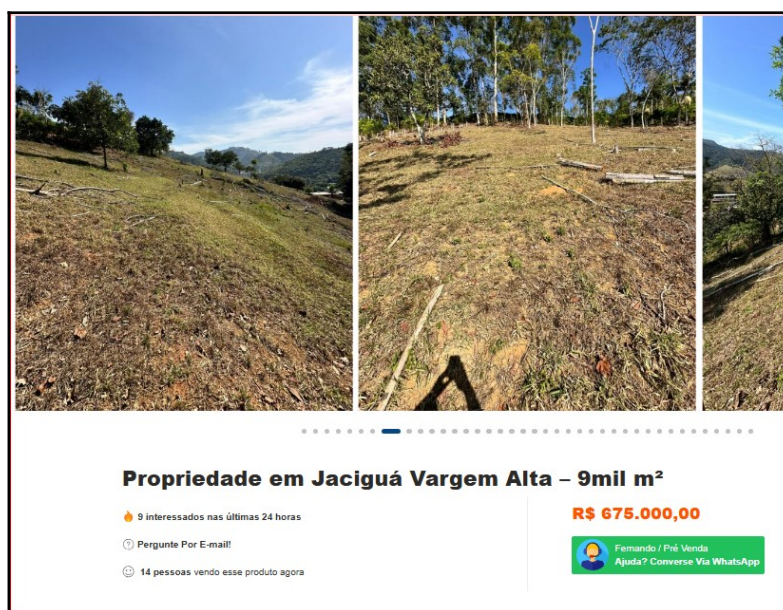 Propriedade em Jaciguá Vargem Alta – 9mil m²
9 interessados nas últimas 24 horas
Pergunte Por E-mail!
14 pessoas vendo esse produto agora
R$ 675.000,00
Fernando / Pré Venda
Ajuda? Converse Via WhatsApp